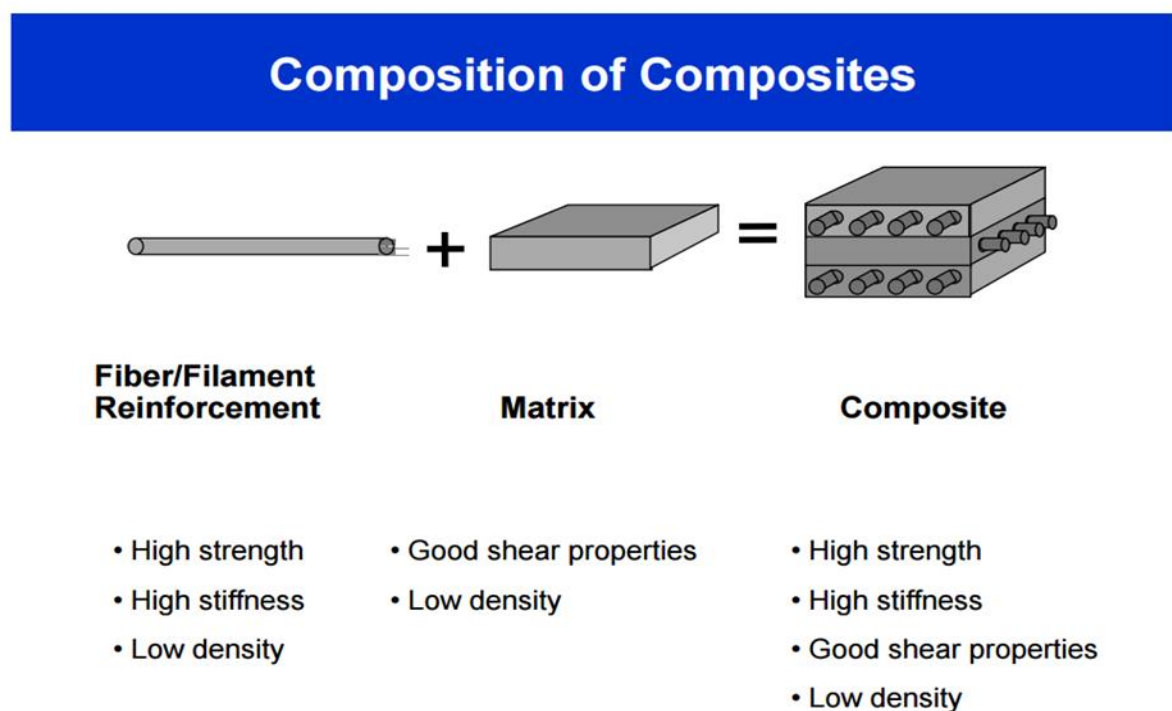 Composition of Composites
+
=
Fiber/Filament
Reinforcement
Matrix
Composite
• High strength
• High stiffness
• Low density
• Good shear properties
• Low density
• High strength
• High stiffness
• Good shear properties
• Low density